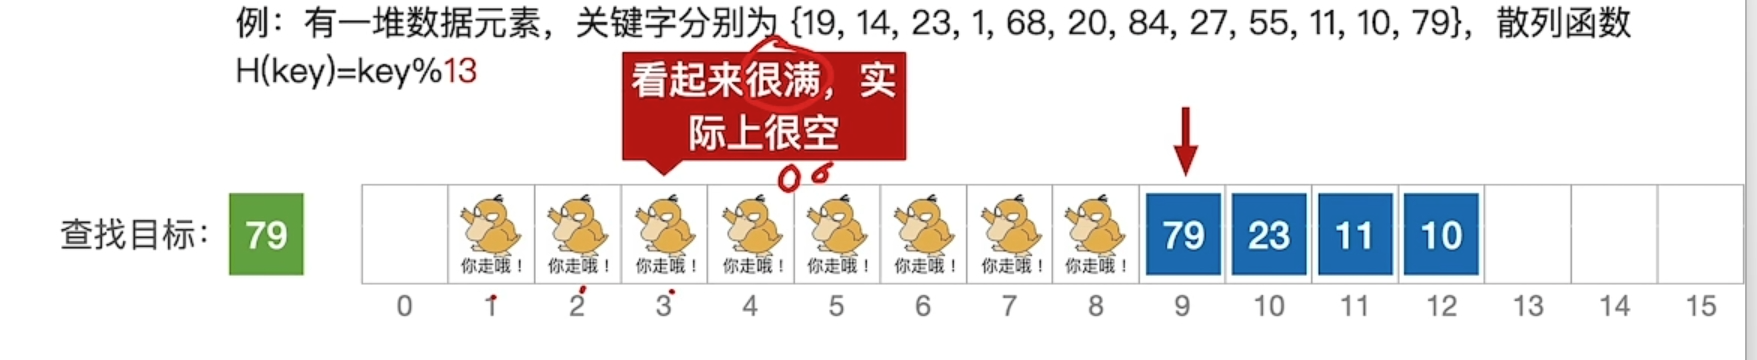 例：有一堆数据元素，关键字分别为 {19, 14, 23, 1, 68, 20, 84, 27, 55, 11, 10, 79}，散列函数
H(key)=key%13
看起来很满，实
际上很空
查找目标： 79
你走哦！ 你走哦！ 你走哦！ 你走哦！ 你走哦！ 你走哦！ 你走哦！ 你走哦！ 79 23 11 10
0 1 2 3 4 5 6 7 8 9 10 11 12 13 14 15